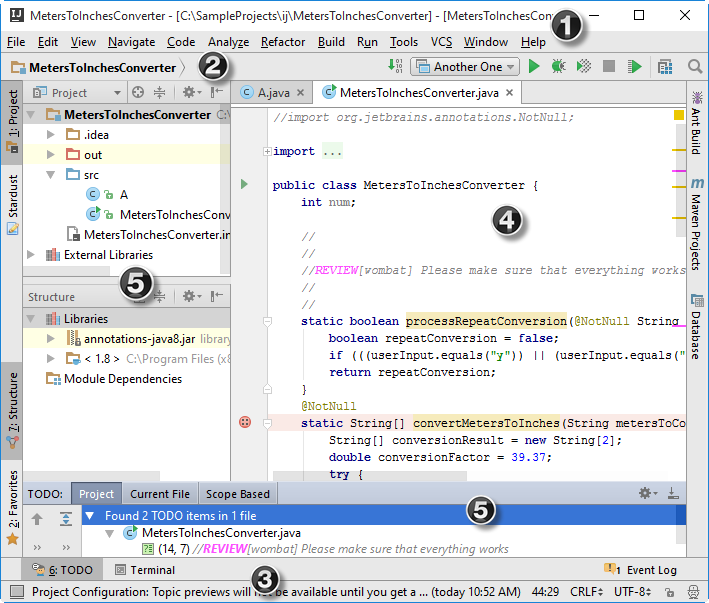 MetersToInchesConverter - [C:\SampleProjects\ij\MetersToInchesConverter] - [MetersToInchesConv
1
File Edit View Navigate Code Analyze Refactor Build Run Tools VCS Window Help
MetersToInchesConverter
2
Another One
1: Project
Stardust
7: Structure
2: Favorites
Project
MetersToInchesConverter C:
.idea
out
src
A
MetersToInchesConv
MetersToInchesConverter.im
External Libraries
5
Structure
Libraries
annotations-java8.jar library
< 1.8 > C:\Program Files (x8
Module Dependencies
A.java
MetersToInchesConverter.java
//import org.jetbrains.annotations.NotNull;
import ...
public class MetersToInchesConverter {
int num;
4
//
//
//REVIEW[wombat] Please make sure that everything works
//
//
static boolean processRepeatConversion(@NotNull String
boolean repeatConversion = false;
if (((userInput.equals("y")) || (userInput.equals("
return repeatConversion;
}
@NotNull
static String[] convertMetersToInches(String metersToCo
String[] conversionResult = new String[2];
double conversionFactor = 39.37;
try {
Ant Build
m
Maven Projects
Database
TODO: Project Current File Scope Based
Found 2 TODO items in 1 file
5
MetersToInchesConverter.java
(14, 7) //REVIEW[wombat] Please make sure that everything works
6: TODO
Terminal
3
1 Event Log
Project Configuration: Topic previews will not be available until you get a ... (today 10:52 AM) 44:29 CRLF UTF-8